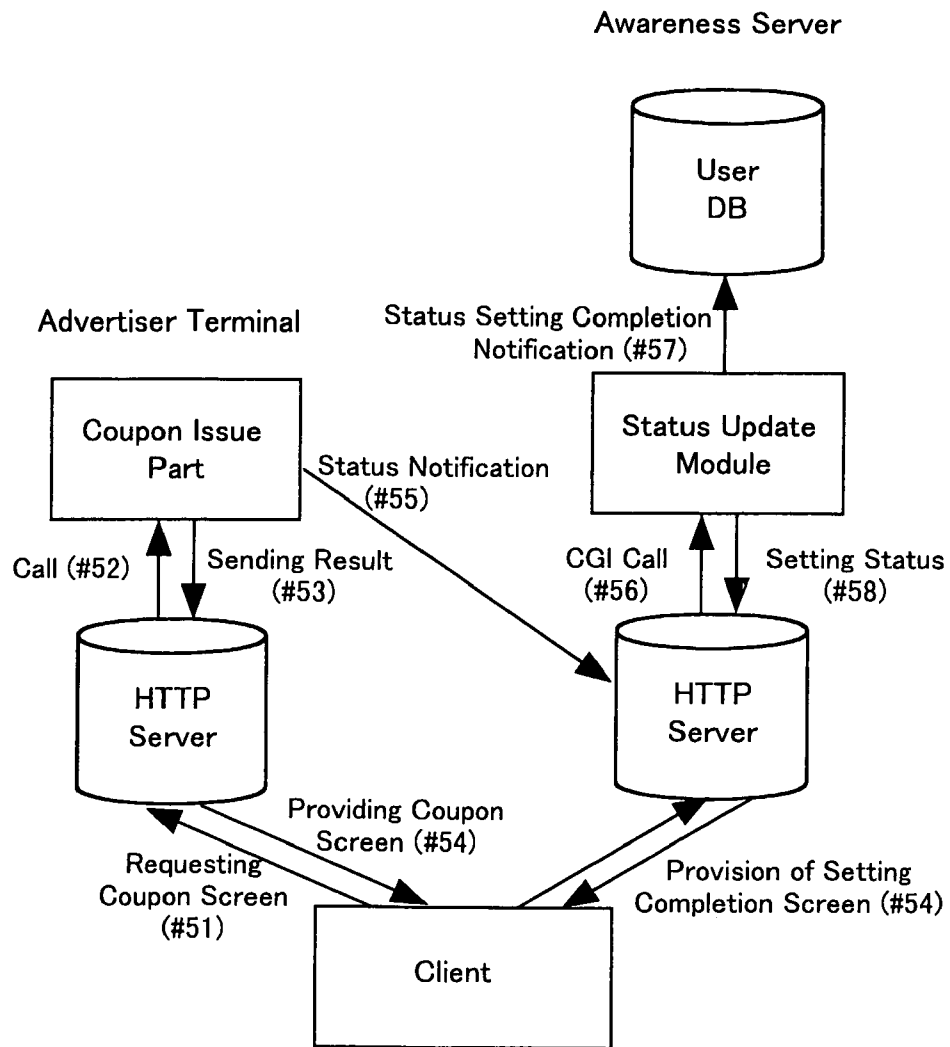 Awareness Server
User
DB
Advertiser Terminal
Status Setting Completion
Notification (#57)
Coupon Issue
Part
Status Notification
(#55)
Status Update
Module
Call (#52)
Sending Result
(#53)
CGI Call
(#56)
Setting Status
(#58)
HTTP
Server
HTTP
Server
Providing Coupon
Screen (#54)
Requesting
Coupon Screen
(#51)
Provision of Setting
Completion Screen (#54)
Client